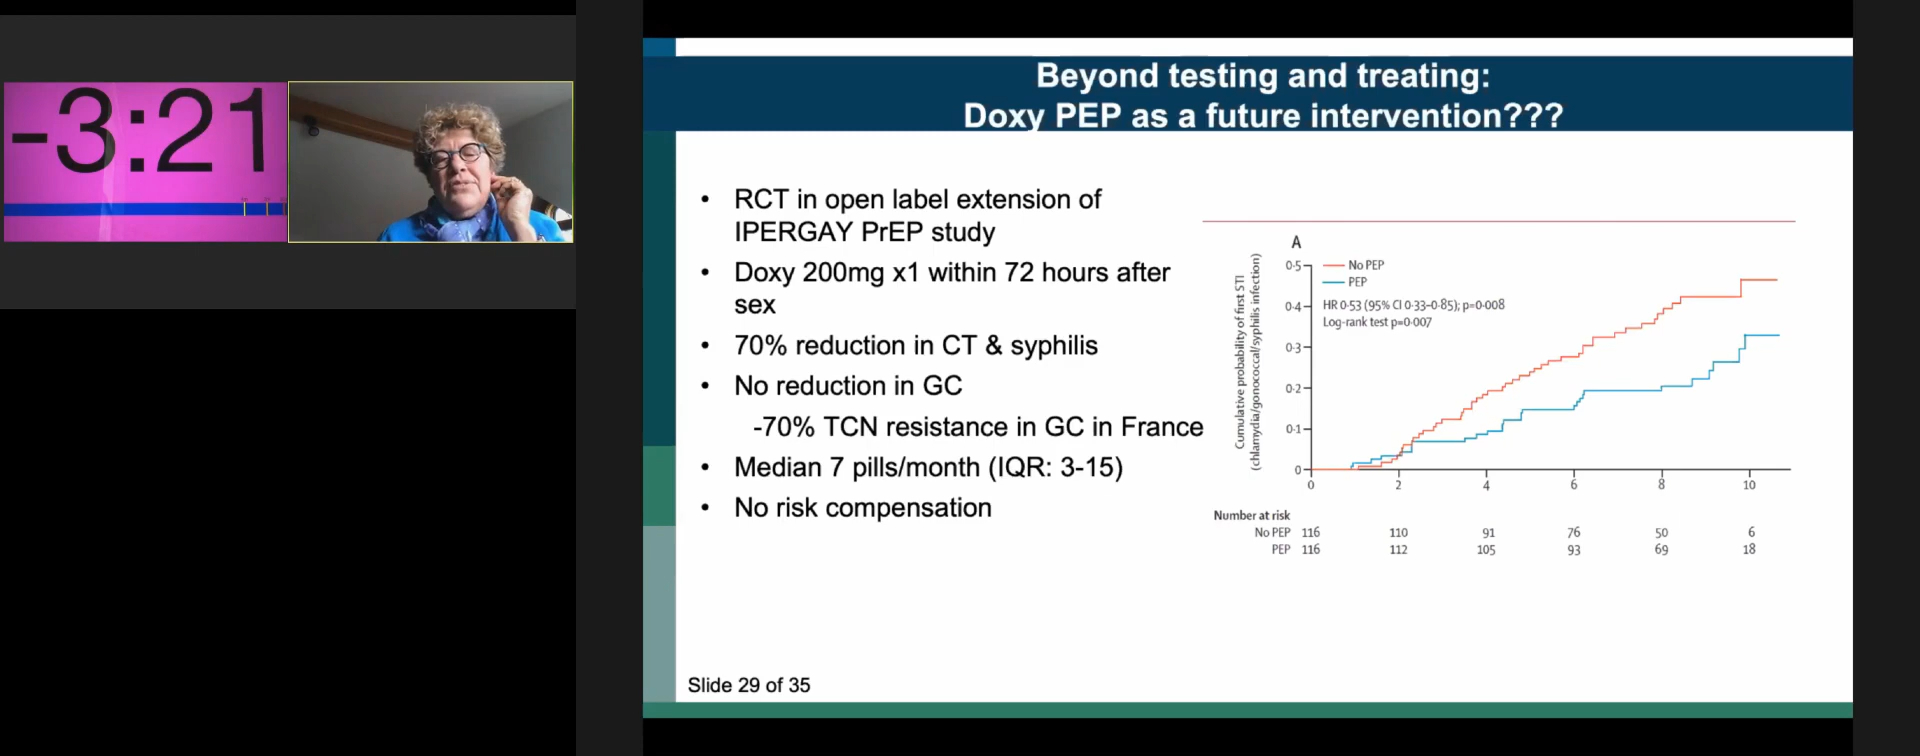 -3:21
Beyond testing and treating:
Doxy PEP as a future intervention???
• RCT in open label extension of
IPERGAY PrEP study
• Doxy 200mg x1 within 72 hours after
sex
• 70% reduction in CT & syphilis
• No reduction in GC
-70% TCN resistance in GC in France
• Median 7 pills/month (IQR: 3-15)
• No risk compensation
Slide 29 of 35
A
Cumulative probability of first STI
(chlamydia/gonococcal/syphilis infection)
0·5
0·4
0·3
0·2
0·1
0
No PEP
PEP
HR 0·53 (95% CI 0·33–0·85); p=0·008
Log-rank test p=0·007
0 2 4 6 8 10
Number at risk
No PEP 116 110 91 76 50 6
PEP 116 112 105 93 69 18